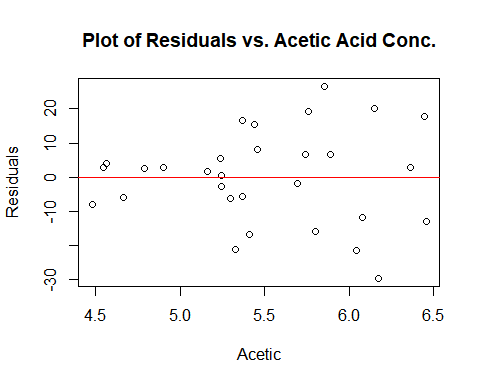 Plot of Residuals vs. Acetic Acid Conc.
Residuals
20
10
0
-10
-30
4.5 5.0 5.5 6.0 6.5
Acetic